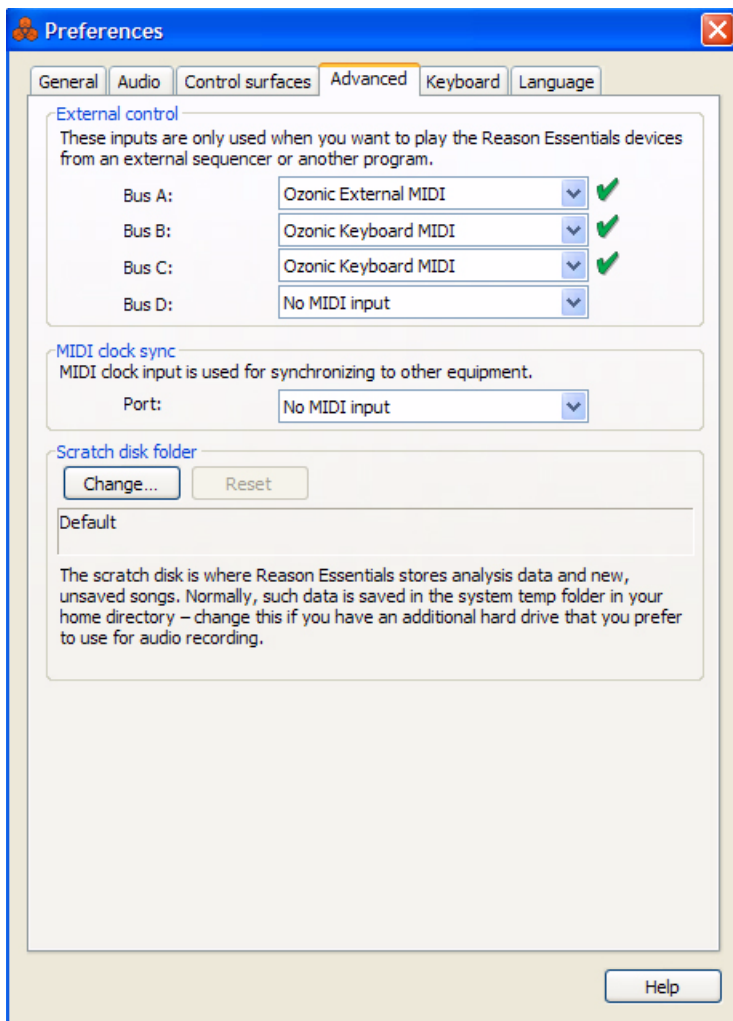 Preferences
General Audio Control surfaces Advanced Keyboard Language
External control
These inputs are only used when you want to play the Reason Essentials devices
from an external sequencer or another program.
Bus A: Ozonic External MIDI
Bus B: Ozonic Keyboard MIDI
Bus C: Ozonic Keyboard MIDI
Bus D: No MIDI input
MIDI clock sync
MIDI clock input is used for synchronizing to other equipment.
Port: No MIDI input
Scratch disk folder
Change... Reset
Default
The scratch disk is where Reason Essentials stores analysis data and new,
unsaved songs. Normally, such data is saved in the system temp folder in your
home directory – change this if you have an additional hard drive that you prefer
to use for audio recording.
Help